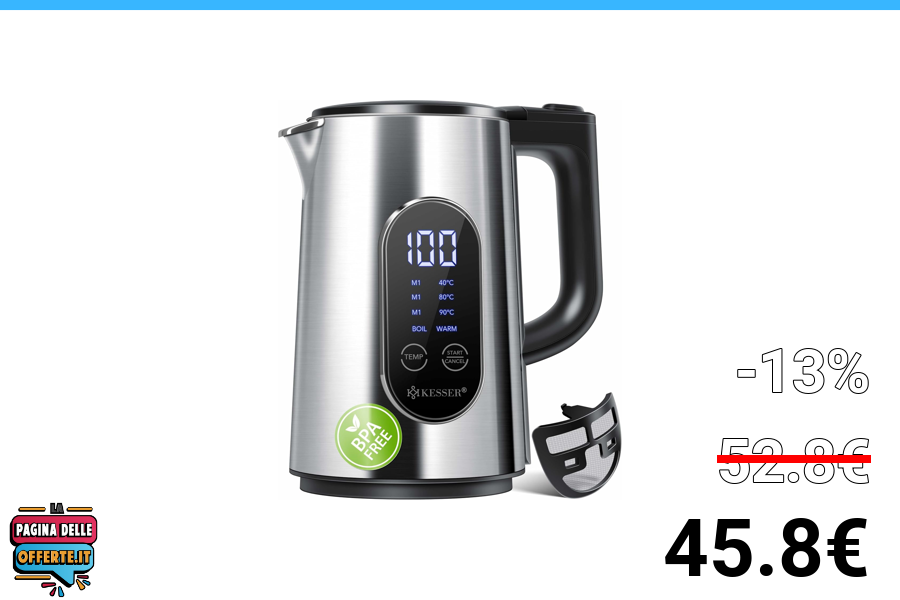 100
M1 40°C
M1 80°C
M1 90°C
BOIL WARM
TEMP START CANCEL
KESSER®
BPA
FREE
-13%
52.8€
45.8€
LA
PAGINA DELLE
OFFERTE.IT